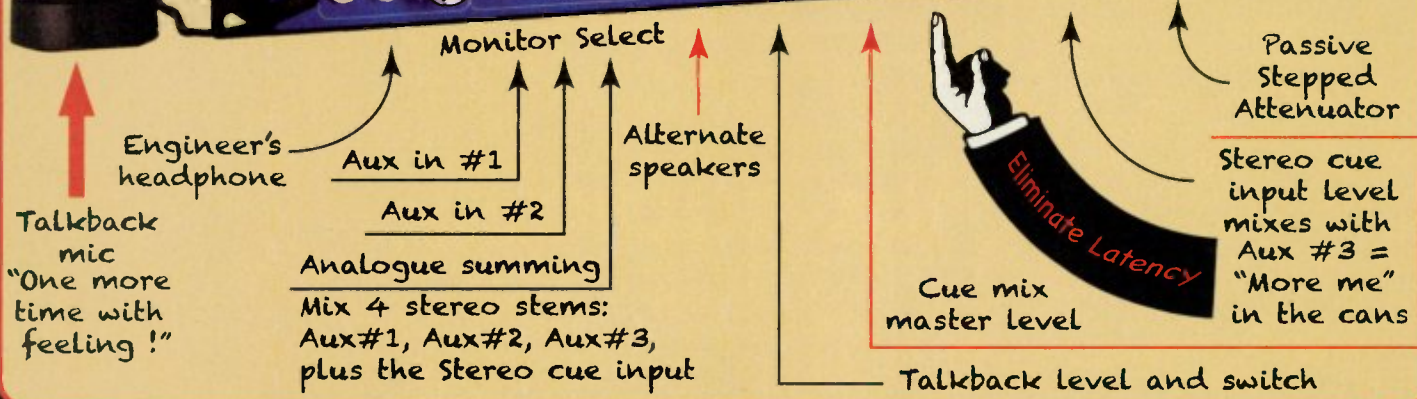 Monitor Select
Engineer's
headphone
Aux in #1
Aux in #2
Analogue summing
Mix 4 stereo stems:
Aux#1, Aux#2, Aux#3,
plus the Stereo cue input
Talkback
mic
"One more
time with
feeling !"
Alternate
speakers
Eliminate Latency
Cue mix
master level
Talkback level and switch
Passive
Stepped
Attenuator
Stereo cue
input level
mixes with
Aux #3 =
"More me"
in the cans